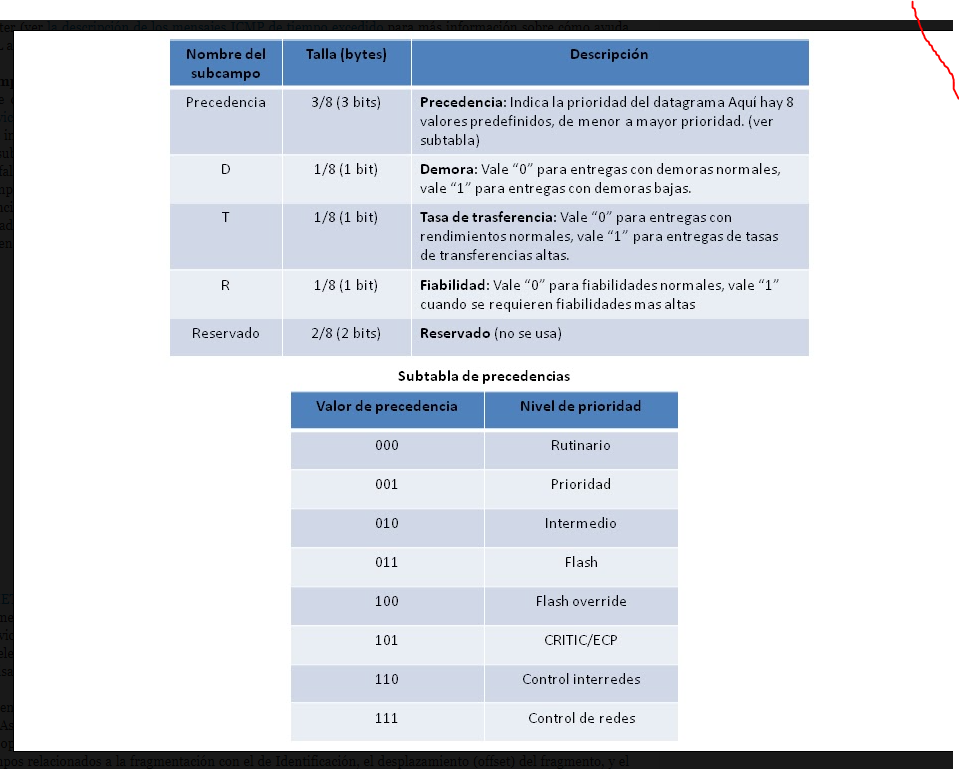 ter (ver la descripción de los mensajes ICMP de tiempo excedido para más información sobre cómo ayuda
Nombre del subcampo Talla (bytes) Descripción
Precedencia 3/8 (3 bits) Precedencia: Indica la prioridad del datagrama Aquí hay 8
valores predefinidos, de menor a mayor prioridad. (ver
subtabla)
D 1/8 (1 bit) Demora: Vale “0” para entregas con demoras normales,
vale “1” para entregas con demoras bajas.
T 1/8 (1 bit) Tasa de trasferencia: Vale “0” para entregas con
rendimientos normales, vale “1” para entregas de tasas
de transferencias altas.
R 1/8 (1 bit) Fiabilidad: Vale “0” para fiabilidades normales, vale “1”
cuando se requieren fiabilidades mas altas
Reservado 2/8 (2 bits) Reservado (no se usa)
Subtabla de precedencias
Valor de precedencia Nivel de prioridad
000 Rutinario
001 Prioridad
010 Intermedio
011 Flash
100 Flash override
101 CRITIC/ECP
110 Control interredes
111 Control de redes
mpos relacionados a la fragmentación con el de Identificación, el desplazamiento (offset) del fragmento, y el